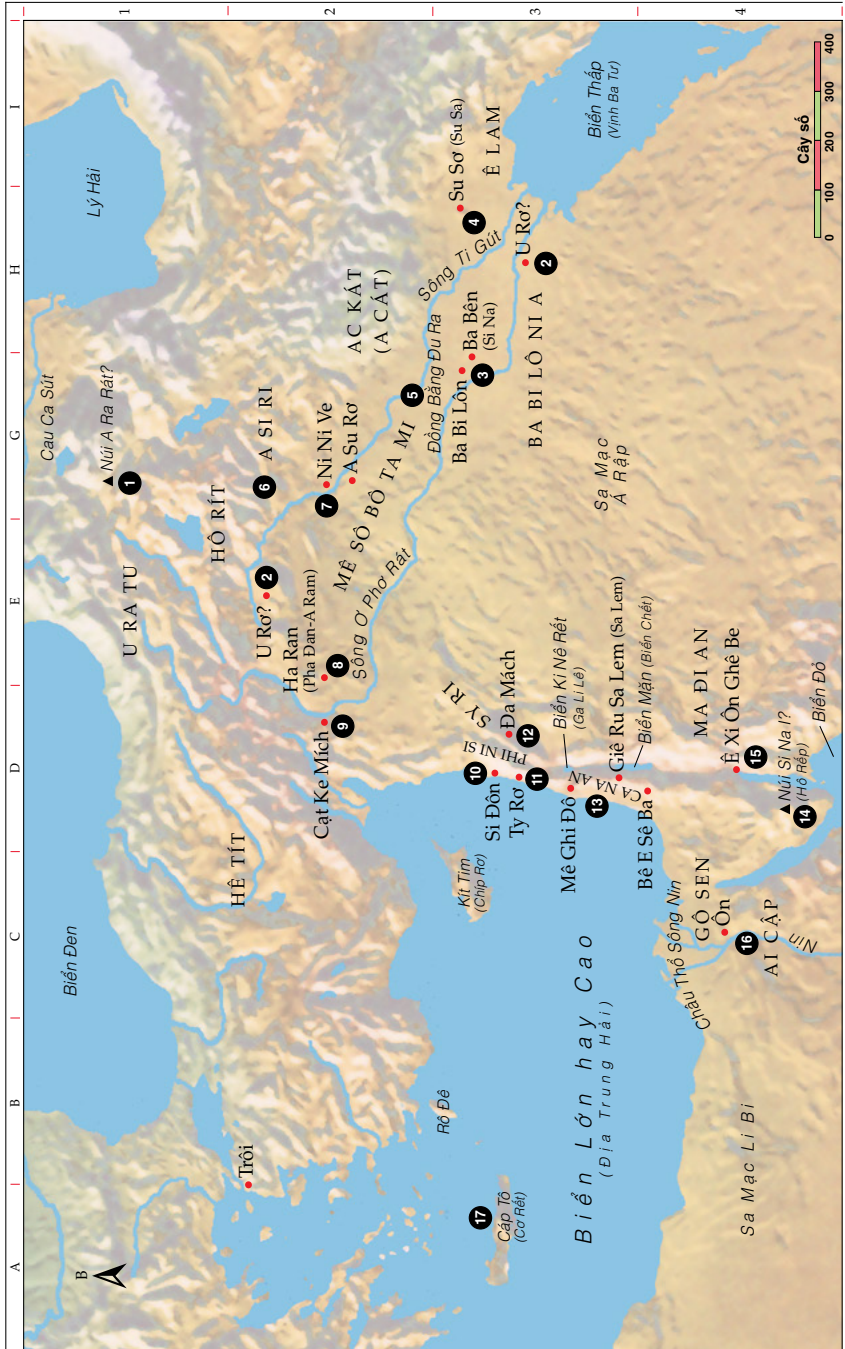 A
B
C
D
E
G
H
I
1
2
3
4
B
Biển Đen
Cau Ca Sút
Lý Hải
Núi A Ra Rát?
1
U RA TU
HÔ RÍT
A SI RI
6
HÊ TÍT
Trôi
U Rơ?
2
Ha Ran
(Pha Đan-A Ram)
8
Cạt Ke Mích
9
Ni Ni Ve
7
A Su Rơ
AC KÁT
(A CÁT)
MÊ SÔ BÔ TA MI
Sông Ơ Phơ Rát
5
Đồng Bằng Đu Ra
Sông Ti Gút
Su Sơ (Su Sa)
4
Ê LAM
Ba Bi Lôn
3
Ba Bên
(Si Na)
BA BI LÔ NI A
U Rơ?
2
Biển Thấp
(Vịnh Ba Tư)
Rô Đê
17
Cáp Tô
(Cơ Rết)
Kít Tim
(Chíp Rơ)
SY RI
PHI NI SI
10
Si Đôn
Ty Rơ
11
Đa Mách
12
Biển Ki Nê Rết
(Ga Li Lê)
Mê Ghi Đô
13
CA NA AN
Giê Ru Sa Lem (Sa Lem)
Biển Mặn (Biển Chết)
Bê E Sê Ba
Sa Mạc
Á Rập
Biển Lớn hay Cao
(Địa Trung Hải)
Châu Thổ Sông Nin
GÔ SEN
Ôn
16
AI CẬP
Nin
MA ĐI AN
Ê Xi Ôn Ghê Be
15
Núi Si Na I?
(Hô Rếp)
14
Biển Đỏ
Sa Mạc Li Bi
Cây số
0 100 200 300 400